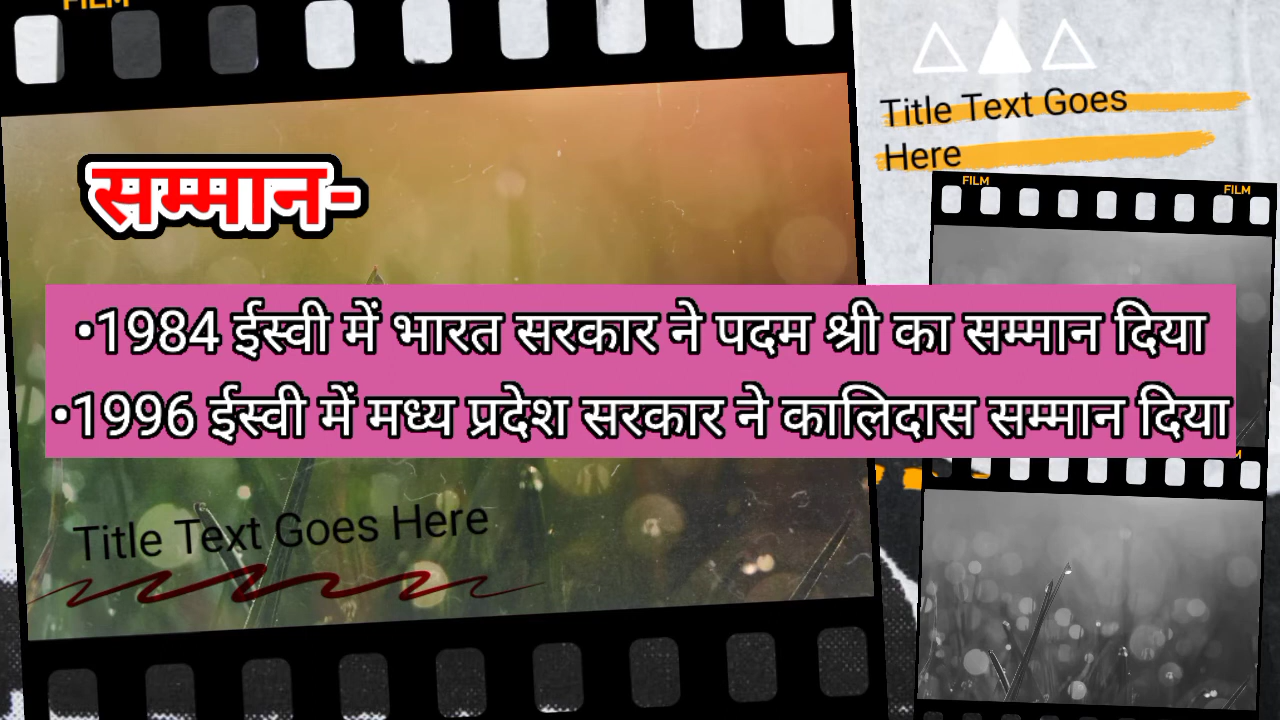 FILM
Title Text Goes
Here
FILM FILM
सम्मान-
•1984 ईस्वी में भारत सरकार ने पदम श्री का सम्मान दिया
•1996 ईस्वी में मध्य प्रदेश सरकार ने कालिदास सम्मान दिया
Title Text Goes Here